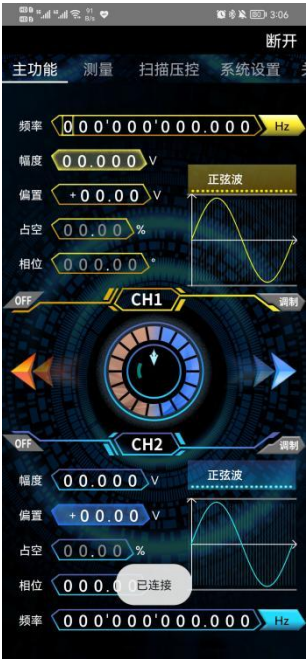 91 B/s 3:06
断开
主功能 测量 扫描压控 系统设置
频率 000'000'000.000 Hz
幅度 00.000 V
正弦波
偏置 +00.00 V
占空 00.00 %
相位 000.00 °
OFF CH1 调制
OFF CH2 调制
幅度 00.000 V
正弦波
偏置 +00.00 V
占空 00.00 %
相位 000.0
已连接
频率 000'000'000.000 Hz